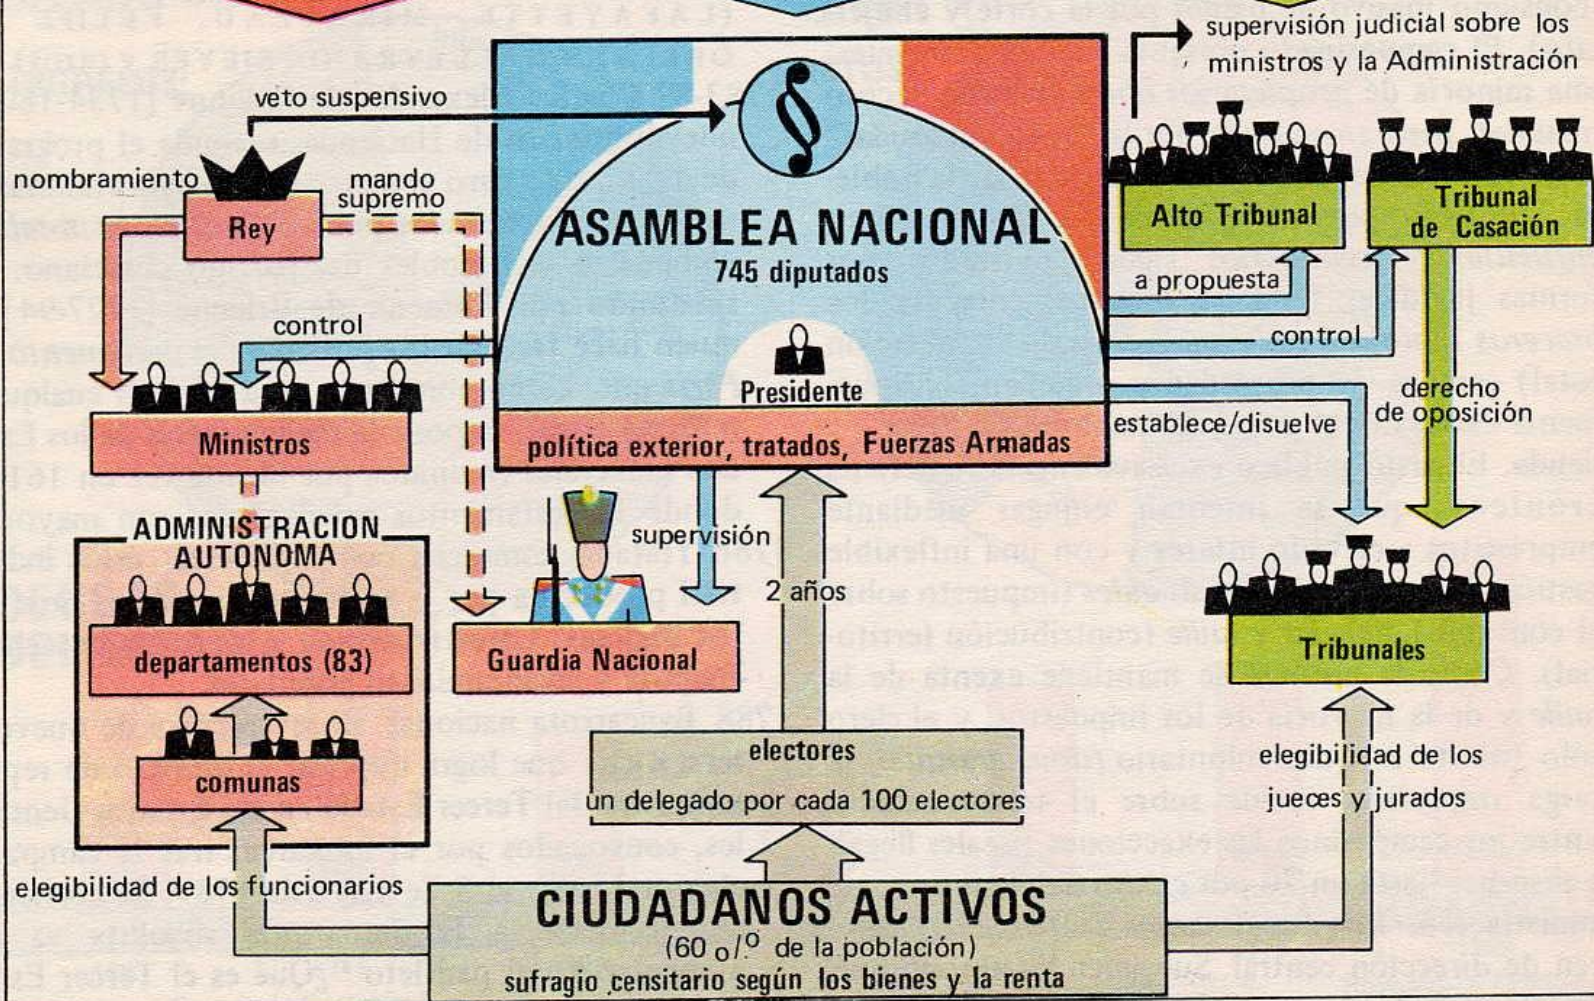 supervisión judicial sobre los
ministros y la Administración
veto suspensivo
nombramiento
mando
supremo
Rey
ASAMBLEA NACIONAL
745 diputados
Alto Tribunal
Tribunal
de Casación
a propuesta
control
control
Presidente
derecho
de oposición
establece/disuelve
Ministros
política exterior, tratados, Fuerzas Armadas
ADMINISTRACION
AUTONOMA
supervisión
2 años
departamentos (83)
Guardia Nacional
Tribunales
comunas
electores
un delegado por cada 100 electores
elegibilidad de los
jueces y jurados
elegibilidad de los funcionarios
CIUDADANOS ACTIVOS
(60 o/.º de la población)
sufragio censitario según los bienes y la renta